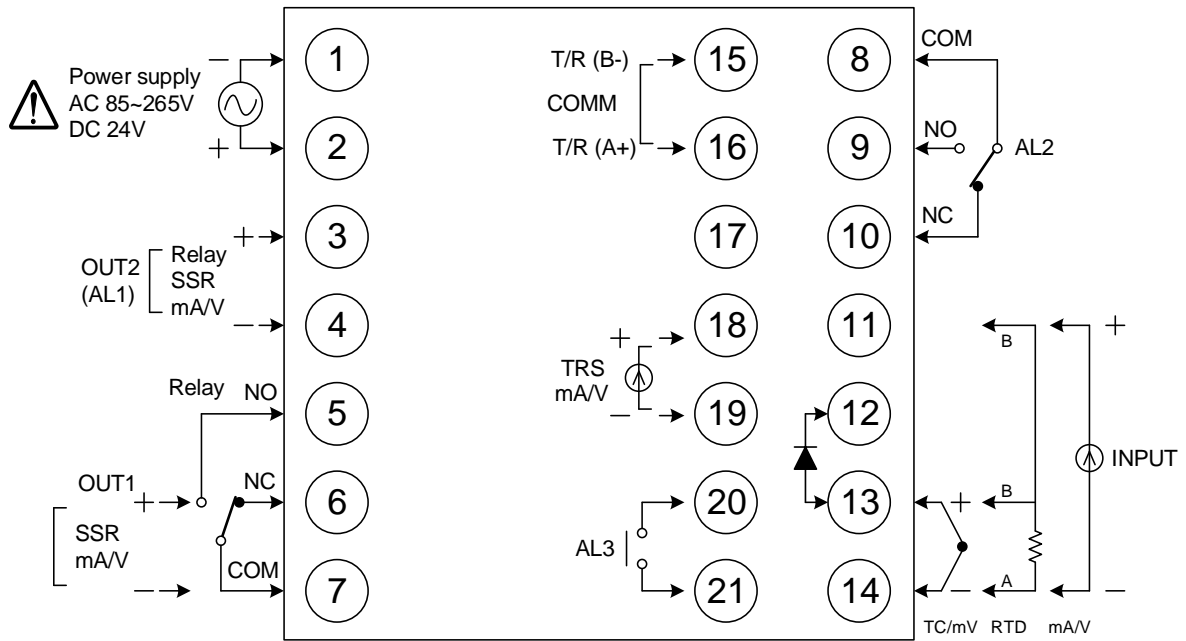 Power supply
AC 85~265V
DC 24V
−
+
1
2
3
4
5
6
7
OUT2
(AL1)
Relay
SSR
mA/V
+
−
Relay
NO
OUT1
+
NC
SSR
mA/V
−
COM
T/R (B-)
COMM
T/R (A+)
15
16
17
18
19
20
21
TRS
mA/V
+
−
AL3
8
9
10
11
12
13
14
COM
NO
AL2
NC
B
+
B
+
INPUT
−
A
−
TC/mV RTD mA/V